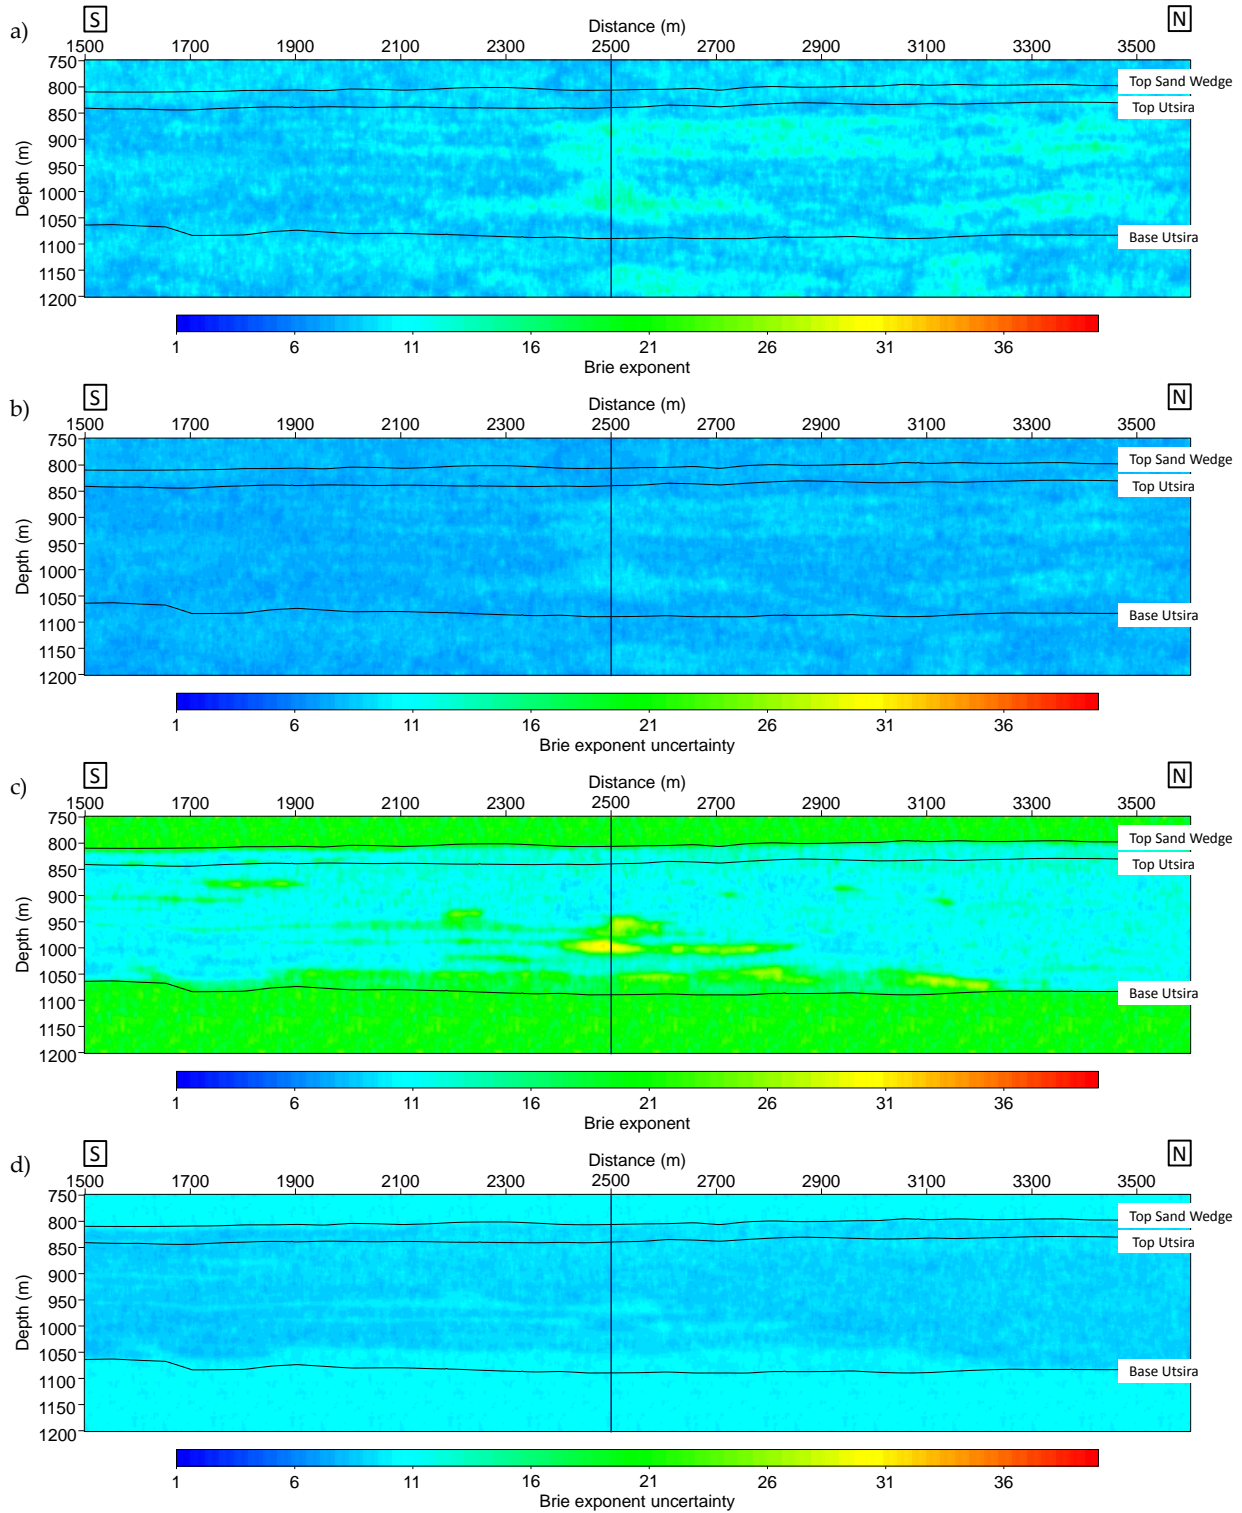 a)
S
Distance (m)
N
1500 1700 1900 2100 2300 2500 2700 2900 3100 3300 3500
Depth (m)
750
800
850
900
950
1000
1050
1100
1150
1200
Top Sand Wedge
Top Utsira
Base Utsira
1 6 11 16 21 26 31 36
Brie exponent
b)
S
Distance (m)
N
1500 1700 1900 2100 2300 2500 2700 2900 3100 3300 3500
Depth (m)
750
800
850
900
950
1000
1050
1100
1150
1200
Top Sand Wedge
Top Utsira
Base Utsira
1 6 11 16 21 26 31 36
Brie exponent uncertainty
c)
S
Distance (m)
N
1500 1700 1900 2100 2300 2500 2700 2900 3100 3300 3500
Depth (m)
750
800
850
900
950
1000
1050
1100
1150
1200
Top Sand Wedge
Top Utsira
Base Utsira
1 6 11 16 21 26 31 36
Brie exponent
d)
S
Distance (m)
N
1500 1700 1900 2100 2300 2500 2700 2900 3100 3300 3500
Depth (m)
750
800
850
900
950
1000
1050
1100
1150
1200
Top Sand Wedge
Top Utsira
Base Utsira
1 6 11 16 21 26 31 36
Brie exponent uncertainty